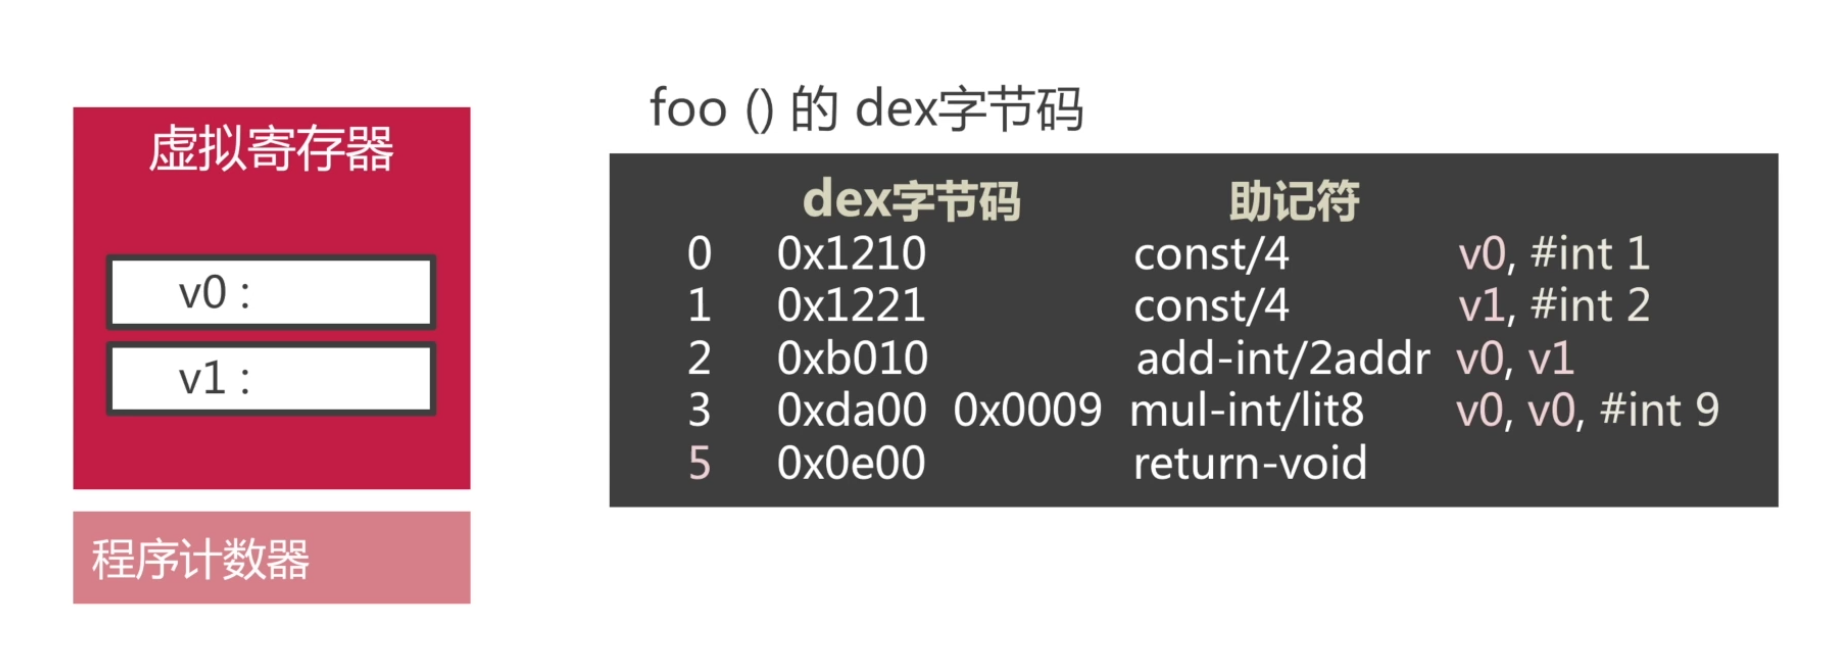 foo () 的 dex字节码
虚拟寄存器
v0 :
v1 :
程序计数器
dex字节码 助记符
0 0x1210 const/4 v0, #int 1
1 0x1221 const/4 v1, #int 2
2 0xb010 add-int/2addr v0, v1
3 0xda00 0x0009 mul-int/lit8 v0, v0, #int 9
5 0x0e00 return-void